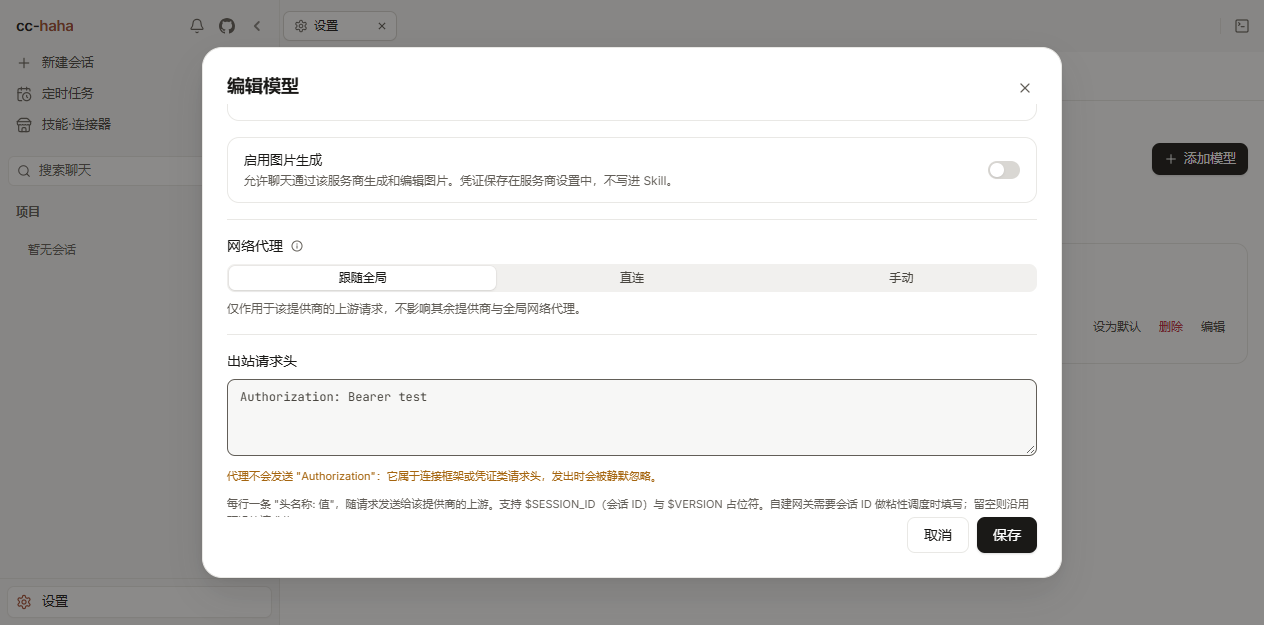 cc-haha
设置
新建会话
定时任务
技能·连接器
搜索聊天
项目
暂无会话
添加模型
设为默认
删除
编辑
编辑模型
启用图片生成
允许聊天通过该服务商生成和编辑图片。凭证保存在服务商设置中，不写进 Skill。
网络代理
跟随全局
直连
手动
仅作用于该提供商的上游请求，不影响其余提供商与全局网络代理。
出站请求头
Authorization: Bearer test
代理不会发送 "Authorization"：它属于连接框架或凭证类请求头，发出时会被静默忽略。
每行一条 "头名称: 值"，随请求发送给该提供商的上游。支持 $SESSION_ID（会话 ID）与 $VERSION 占位符。自建网关需要会话 ID 做粘性调度时填写；留空则沿用
取消
保存
设置